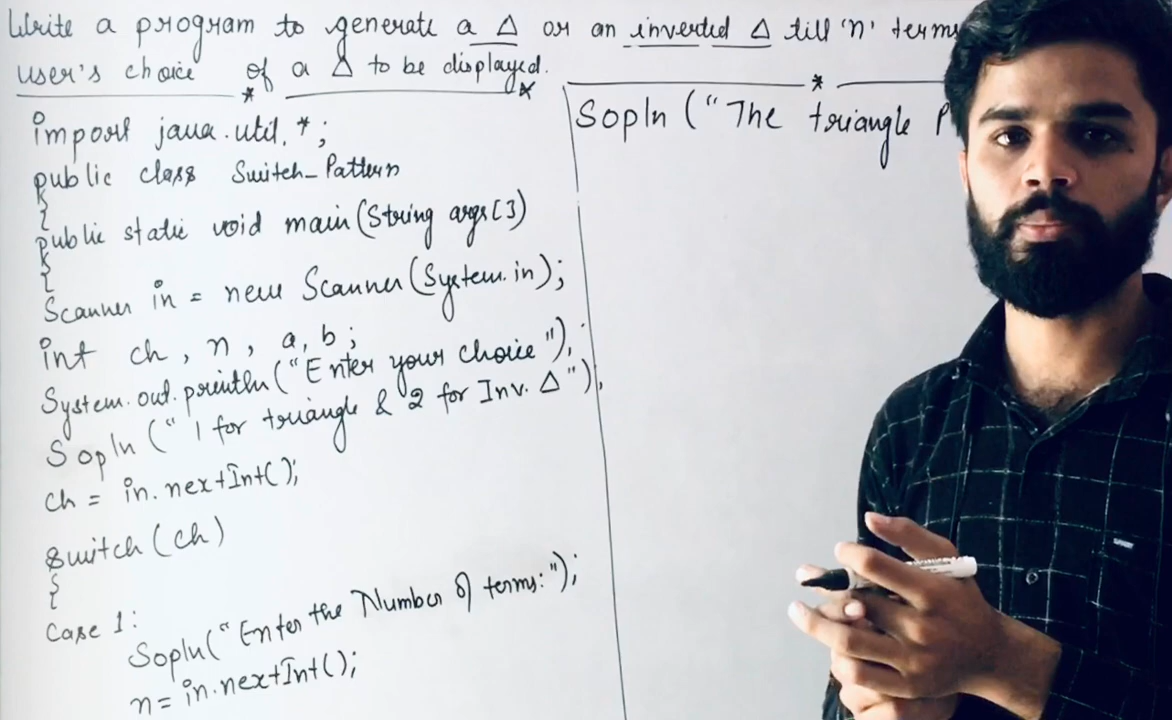 Write a program to generate a Δ or an inverted Δ till 'n' terms
user's choice of a Δ to be displayed.
import java.util.*;
public class Switch_Pattern
{
public static void main(String args[])
{
Scanner in = new Scanner(System.in);
int ch, n, a, b;
System.out.println("Enter your choice");
Sopln ("1 for triangle & 2 for Inv. Δ");
ch = in.nextInt();
switch (ch)
{
Case 1:
Sopln("Enter the Number of terms:");
n = in.nextInt();
Sopln ("The triangle P